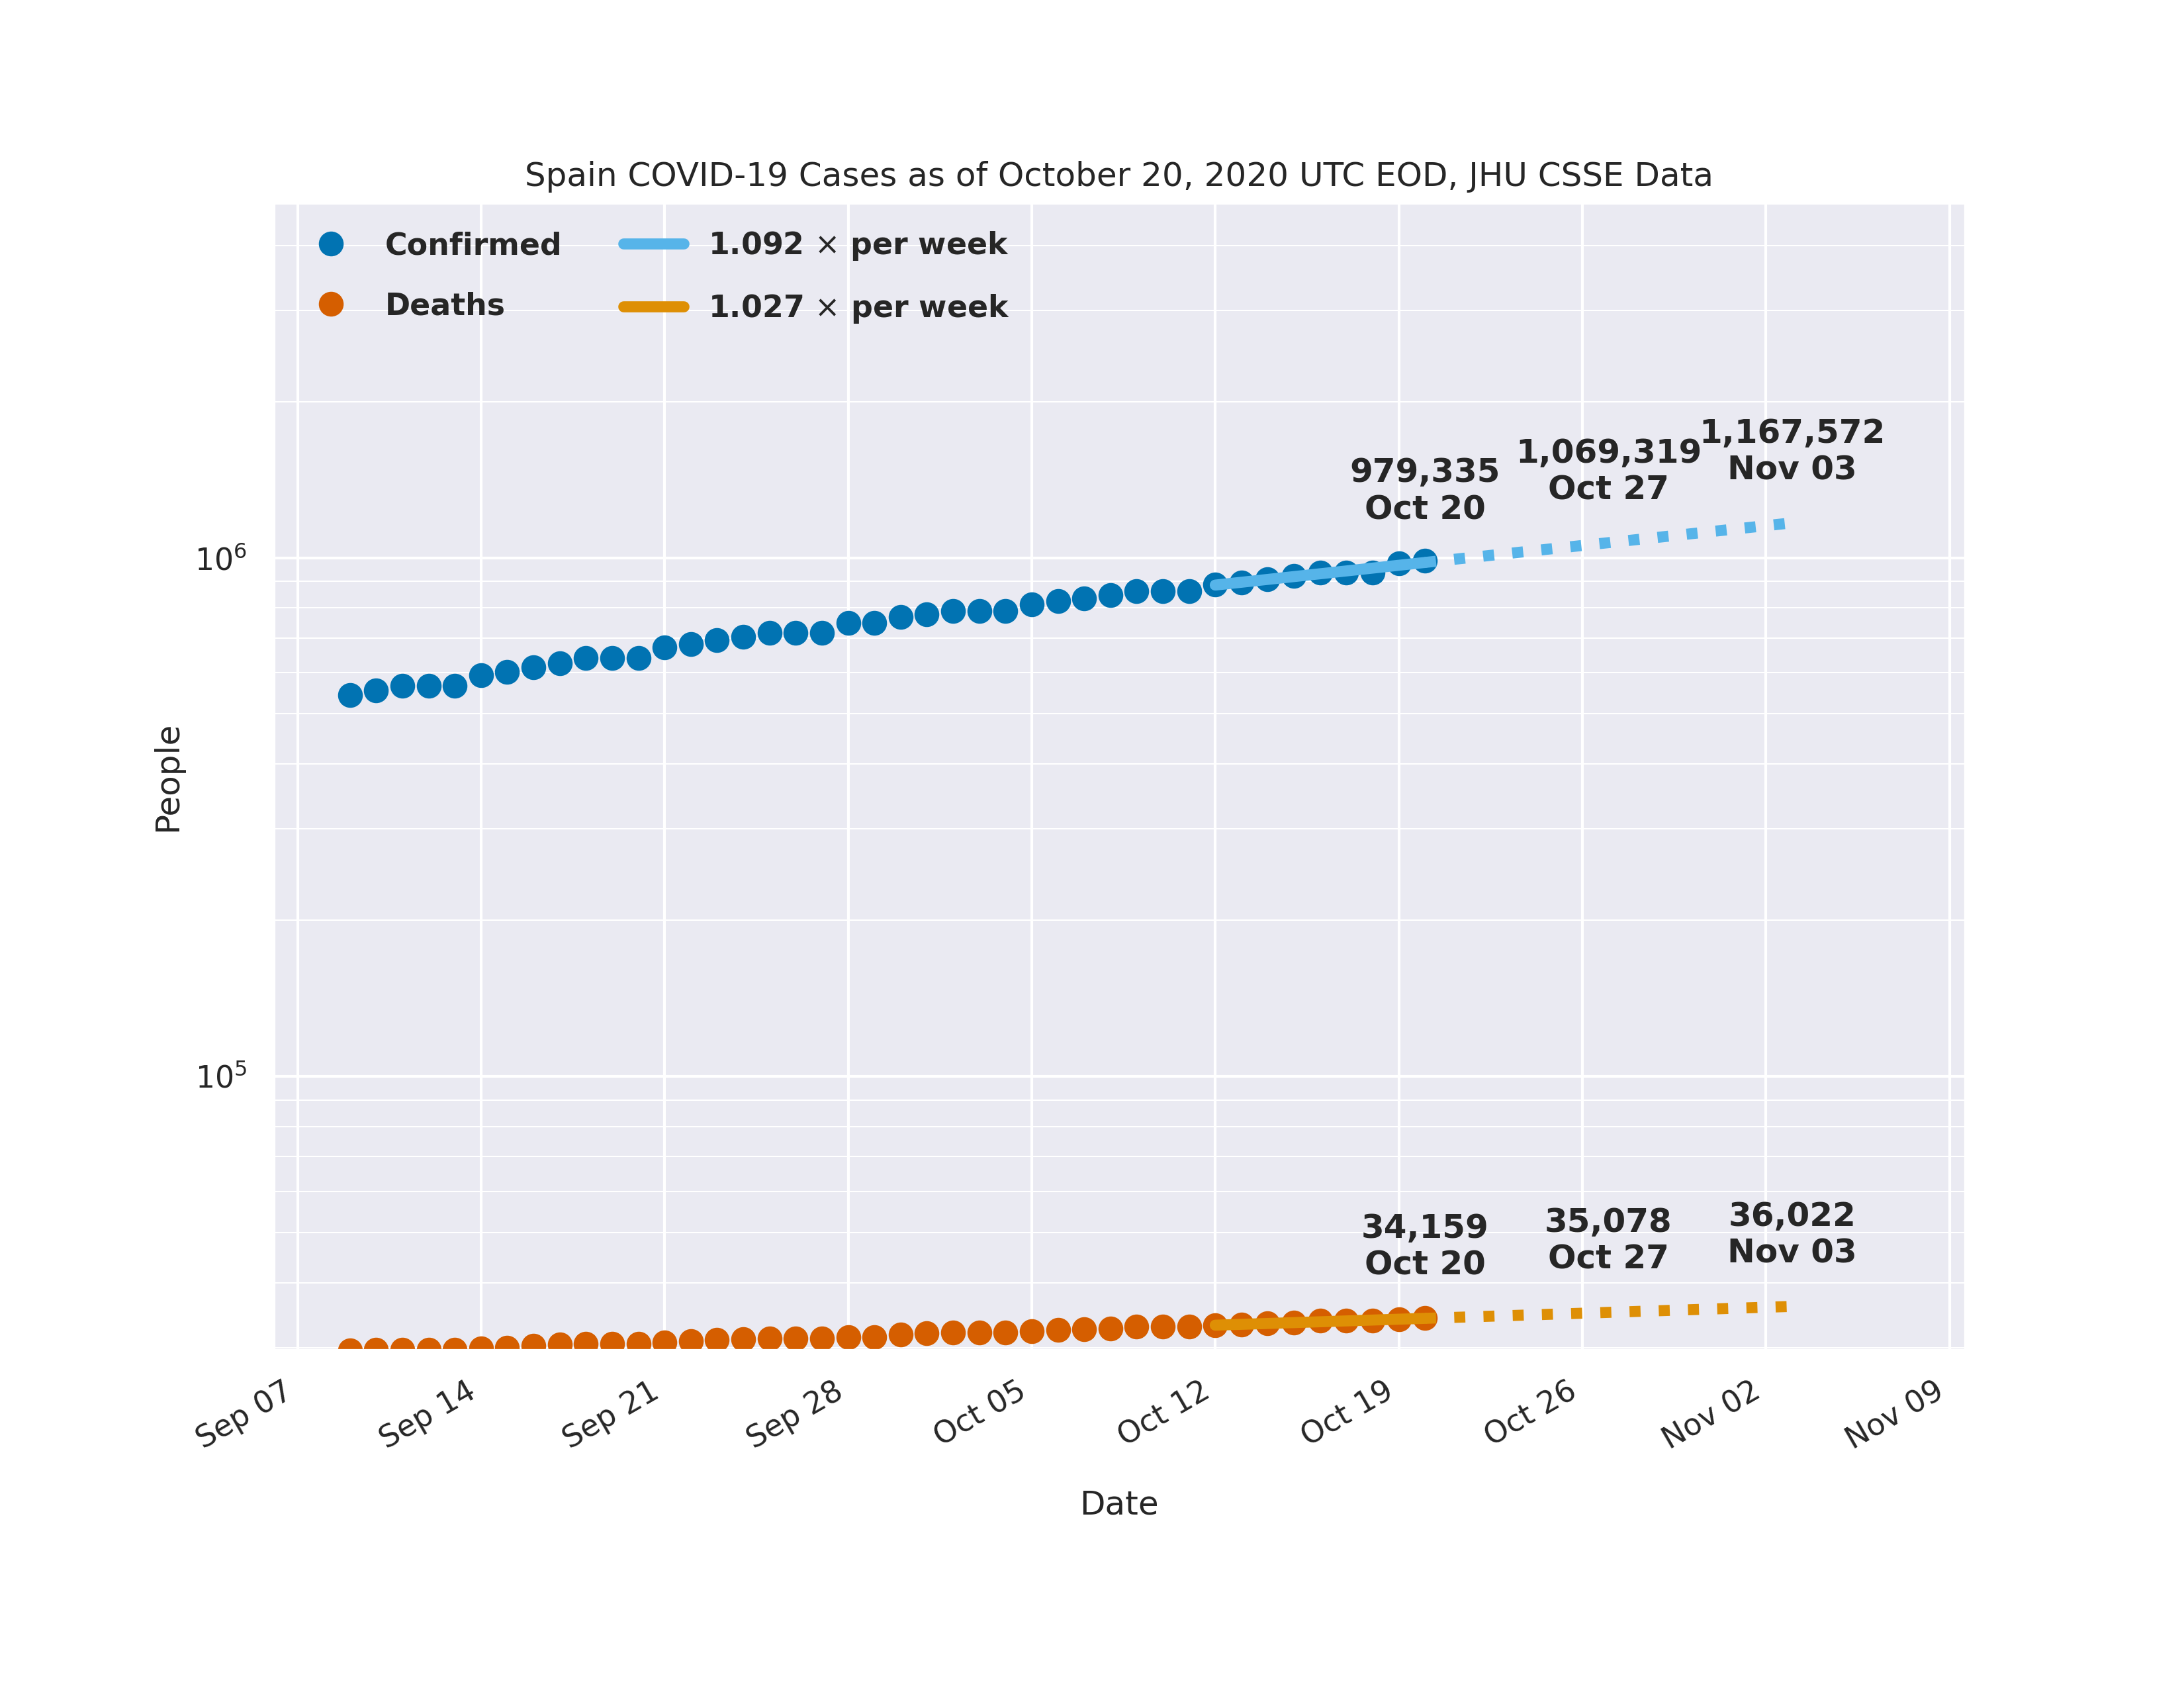 Spain COVID-19 Cases as of October 20, 2020 UTC EOD, JHU CSSE Data
Confirmed
Deaths
1.092 × per week
1.027 × per week
979,335
Oct 20
1,069,319
Oct 27
1,167,572
Nov 03
10⁶
People
10⁵
34,159
Oct 20
35,078
Oct 27
36,022
Nov 03
Sep 07
Sep 14
Sep 21
Sep 28
Oct 05
Oct 12
Oct 19
Oct 26
Nov 02
Nov 09
Date